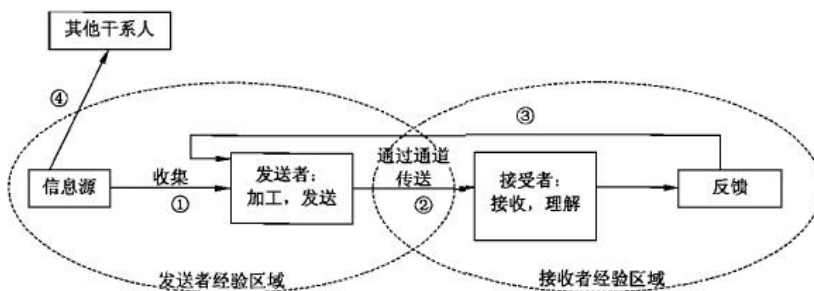 其他干系人
④
③
信息源
收集
①
发送者：
加工，发送
通过通道
传送
②
接受者：
接收，理解
反馈
发送者经验区域
接收者经验区域